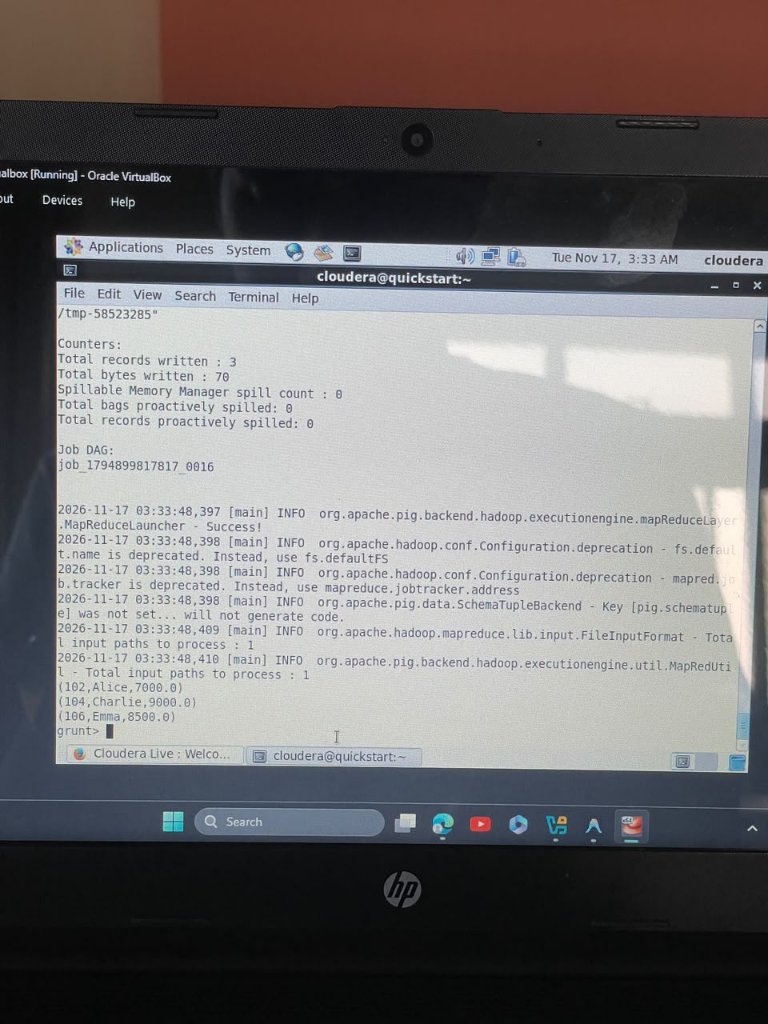 albox [Running] - Oracle VirtualBox
out Devices Help
Applications Places System Tue Nov 17, 3:33 AM cloudera
cloudera@quickstart:~
File Edit View Search Terminal Help
/tmp-58523285"
Counters:
Total records written : 3
Total bytes written : 70
Spillable Memory Manager spill count : 0
Total bags proactively spilled: 0
Total records proactively spilled: 0
Job DAG:
job_1794899817817_0016
2026-11-17 03:33:48,397 [main] INFO org.apache.pig.backend.hadoop.executionengine.mapReduceLayer
.MapReduceLauncher - Success!
2026-11-17 03:33:48,398 [main] INFO org.apache.hadoop.conf.Configuration.deprecation - fs.defaul
t.name is deprecated. Instead, use fs.defaultFS
2026-11-17 03:33:48,398 [main] INFO org.apache.hadoop.conf.Configuration.deprecation - mapred.jo
b.tracker is deprecated. Instead, use mapreduce.jobtracker.address
2026-11-17 03:33:48,398 [main] INFO org.apache.pig.data.SchemaTupleBackend - Key [pig.schematupl
e] was not set... will not generate code.
2026-11-17 03:33:48,409 [main] INFO org.apache.hadoop.mapreduce.lib.input.FileInputFormat - Tota
l input paths to process : 1
2026-11-17 03:33:48,410 [main] INFO org.apache.pig.backend.hadoop.executionengine.util.MapRedUti
l - Total input paths to process : 1
(102,Alice,7000.0)
(104,Charlie,9000.0)
(106,Emma,8500.0)
grunt>
Cloudera Live : Welco... cloudera@quickstart:~
Search
hp